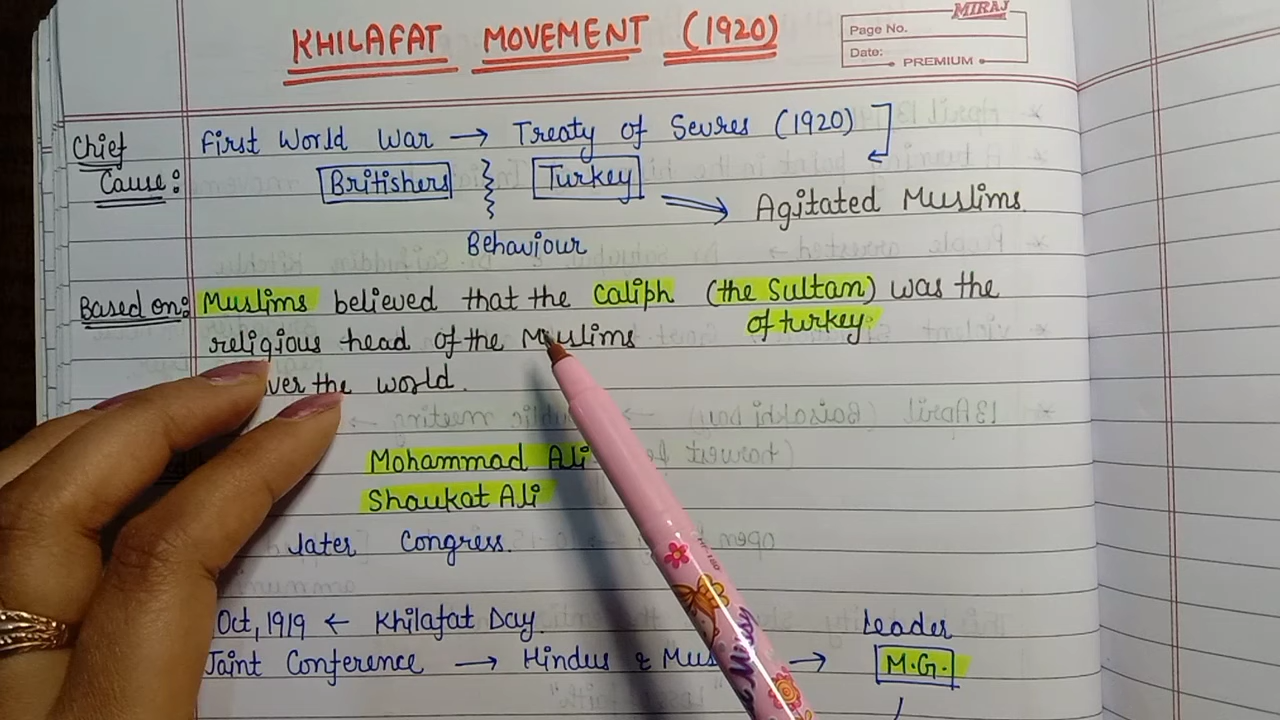 KHILAFAT MOVEMENT (1920)
MIRAJ
Page No.
Date:
PREMIUM
Chief Cause:
First World War → Treaty of Sevres (1920)
Britishers Turkey
Behaviour
⇒ Agitated Muslims
Based on: Muslims believed that the Caliph (the Sultan) was the
of turkey
religious head of the Muslims
over the world.
Mohammad Ali
Shaukat Ali
later Congress.
Oct, 1919 ← Khilafat Day
Leader
Joint Conference → Hindus & → M.G.